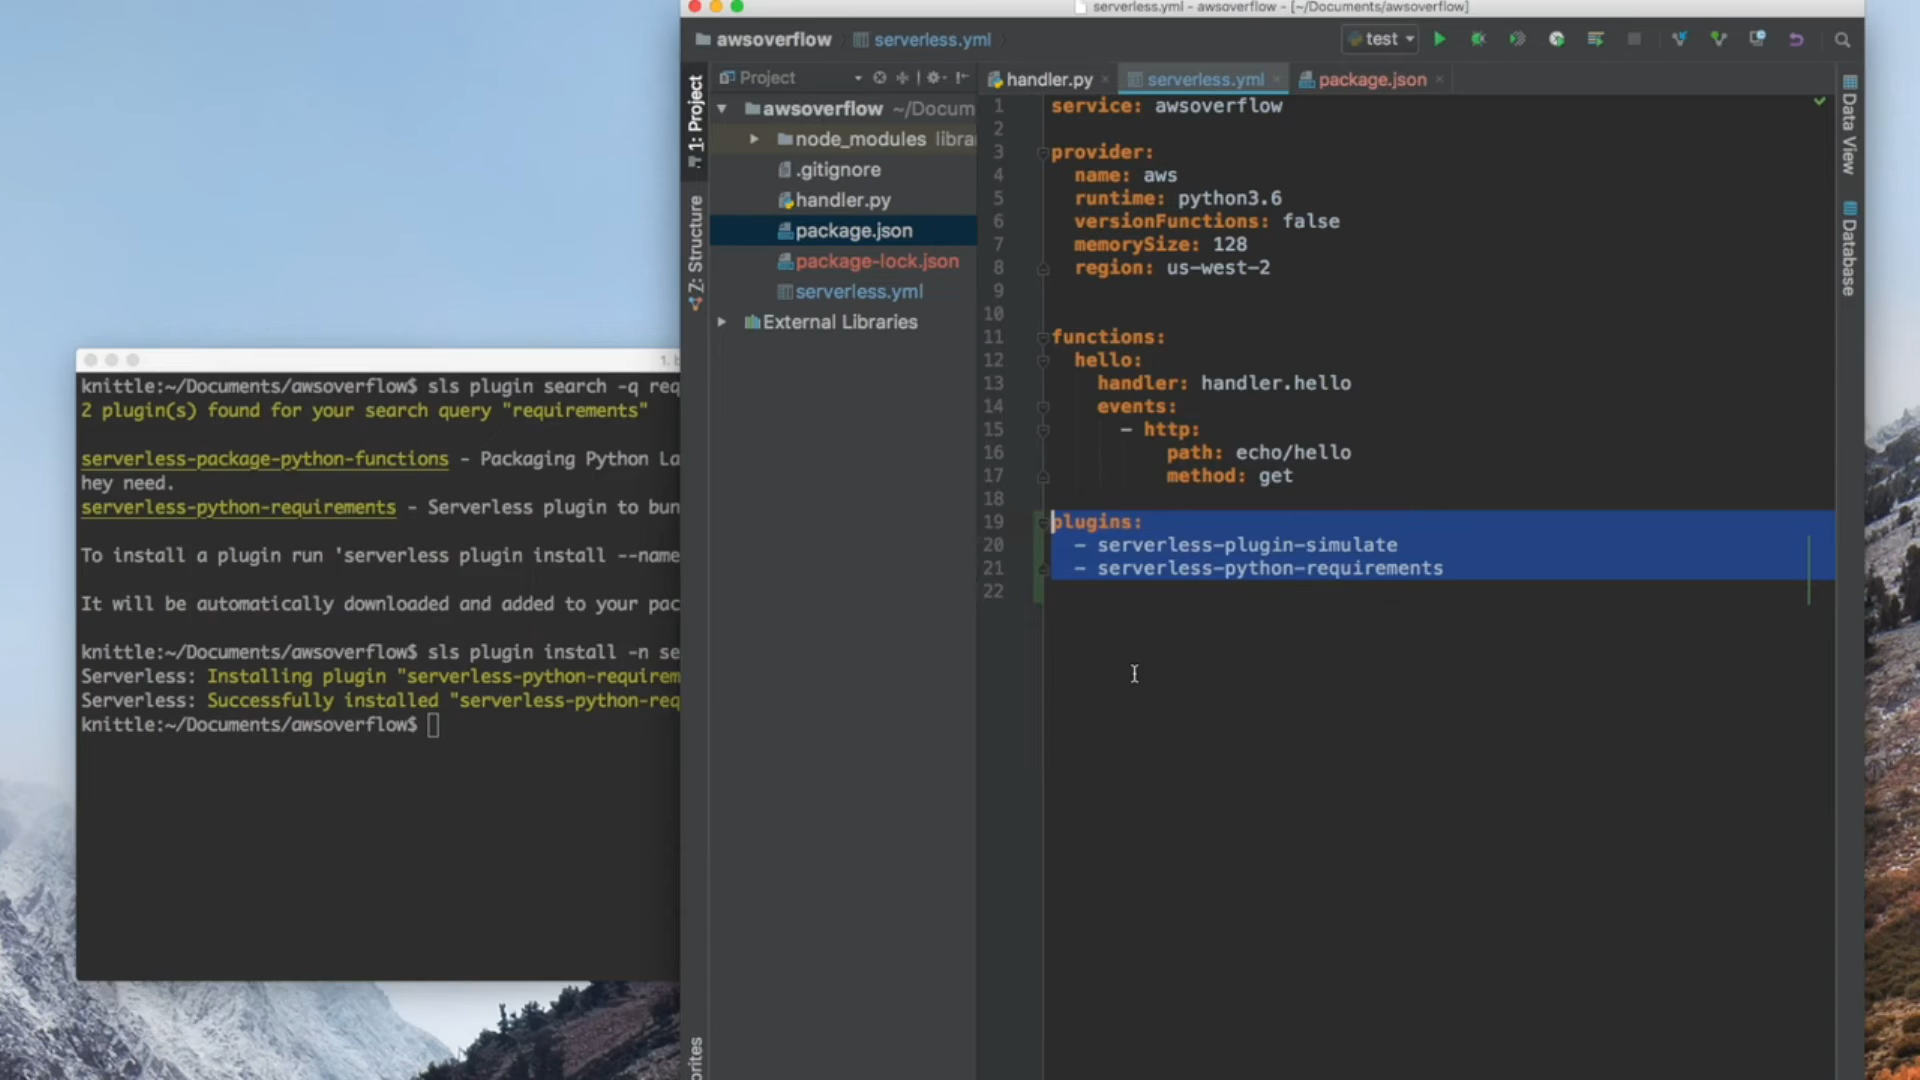 serverless.yml - awsoverflow - [~/Documents/awsoverflow]
awsoverflow serverless.yml test
Project
handler.py serverless.yml package.json
1: Project
Z: Structure
orites
awsoverflow ~/Docum
node_modules libra
.gitignore
handler.py
package.json
package-lock.json
serverless.yml
External Libraries
1 service: awsoverflow
2
3 provider:
4 name: aws
5 runtime: python3.6
6 versionFunctions: false
7 memorySize: 128
8 region: us-west-2
9
10
11 functions:
12 hello:
13 handler: handler.hello
14 events:
15 - http:
16 path: echo/hello
17 method: get
18
19 plugins:
20 - serverless-plugin-simulate
21 - serverless-python-requirements
22
Data View
Database
1. b
knittle:~/Documents/awsoverflow$ sls plugin search -q req
2 plugin(s) found for your search query "requirements"
serverless-package-python-functions - Packaging Python La
hey need.
serverless-python-requirements - Serverless plugin to bun
To install a plugin run 'serverless plugin install --name
It will be automatically downloaded and added to your pac
knittle:~/Documents/awsoverflow$ sls plugin install -n se
Serverless: Installing plugin "serverless-python-requirem
Serverless: Successfully installed "serverless-python-req
knittle:~/Documents/awsoverflow$